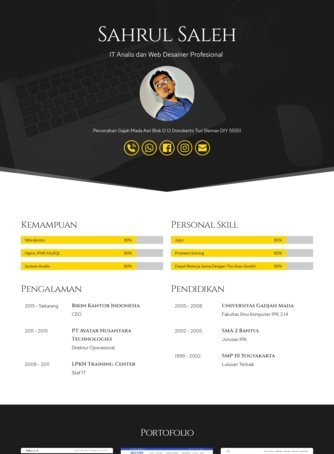 Sahrul Saleh
IT Analis dan Web Desainer Profesional
Perumahan Gajah Mada Asri Blok D 12 Donokerto Turi Sleman DIY 55551
Kemampuan
Wordpress 80%
Nginx, PHP, MySQL 80%
System Analis 80%
Personal Skill
Jujur 80%
Problem Solving 80%
Dapat Bekerja Sama Dengan Tim Atau Sendiri 80%
Pengalaman
2015 - Sekarang
Bikin Kantor Indonesia
CEO
2011 - 2015
PT Avatar Nusantara
Technologies
Direktur Operasional
2009 - 2011
LPKN Training Center
Staf IT
Pendidikan
2005 - 2008
Universitas Gadjan Mada
Fakultas Ilmu Komputer IPK 3,14
2002 - 2005
SMA 2 Bantul
Jurusan IPA
1999 - 2002
SMP 10 Yogyakarta
Lulusan Terbaik
Portofolio